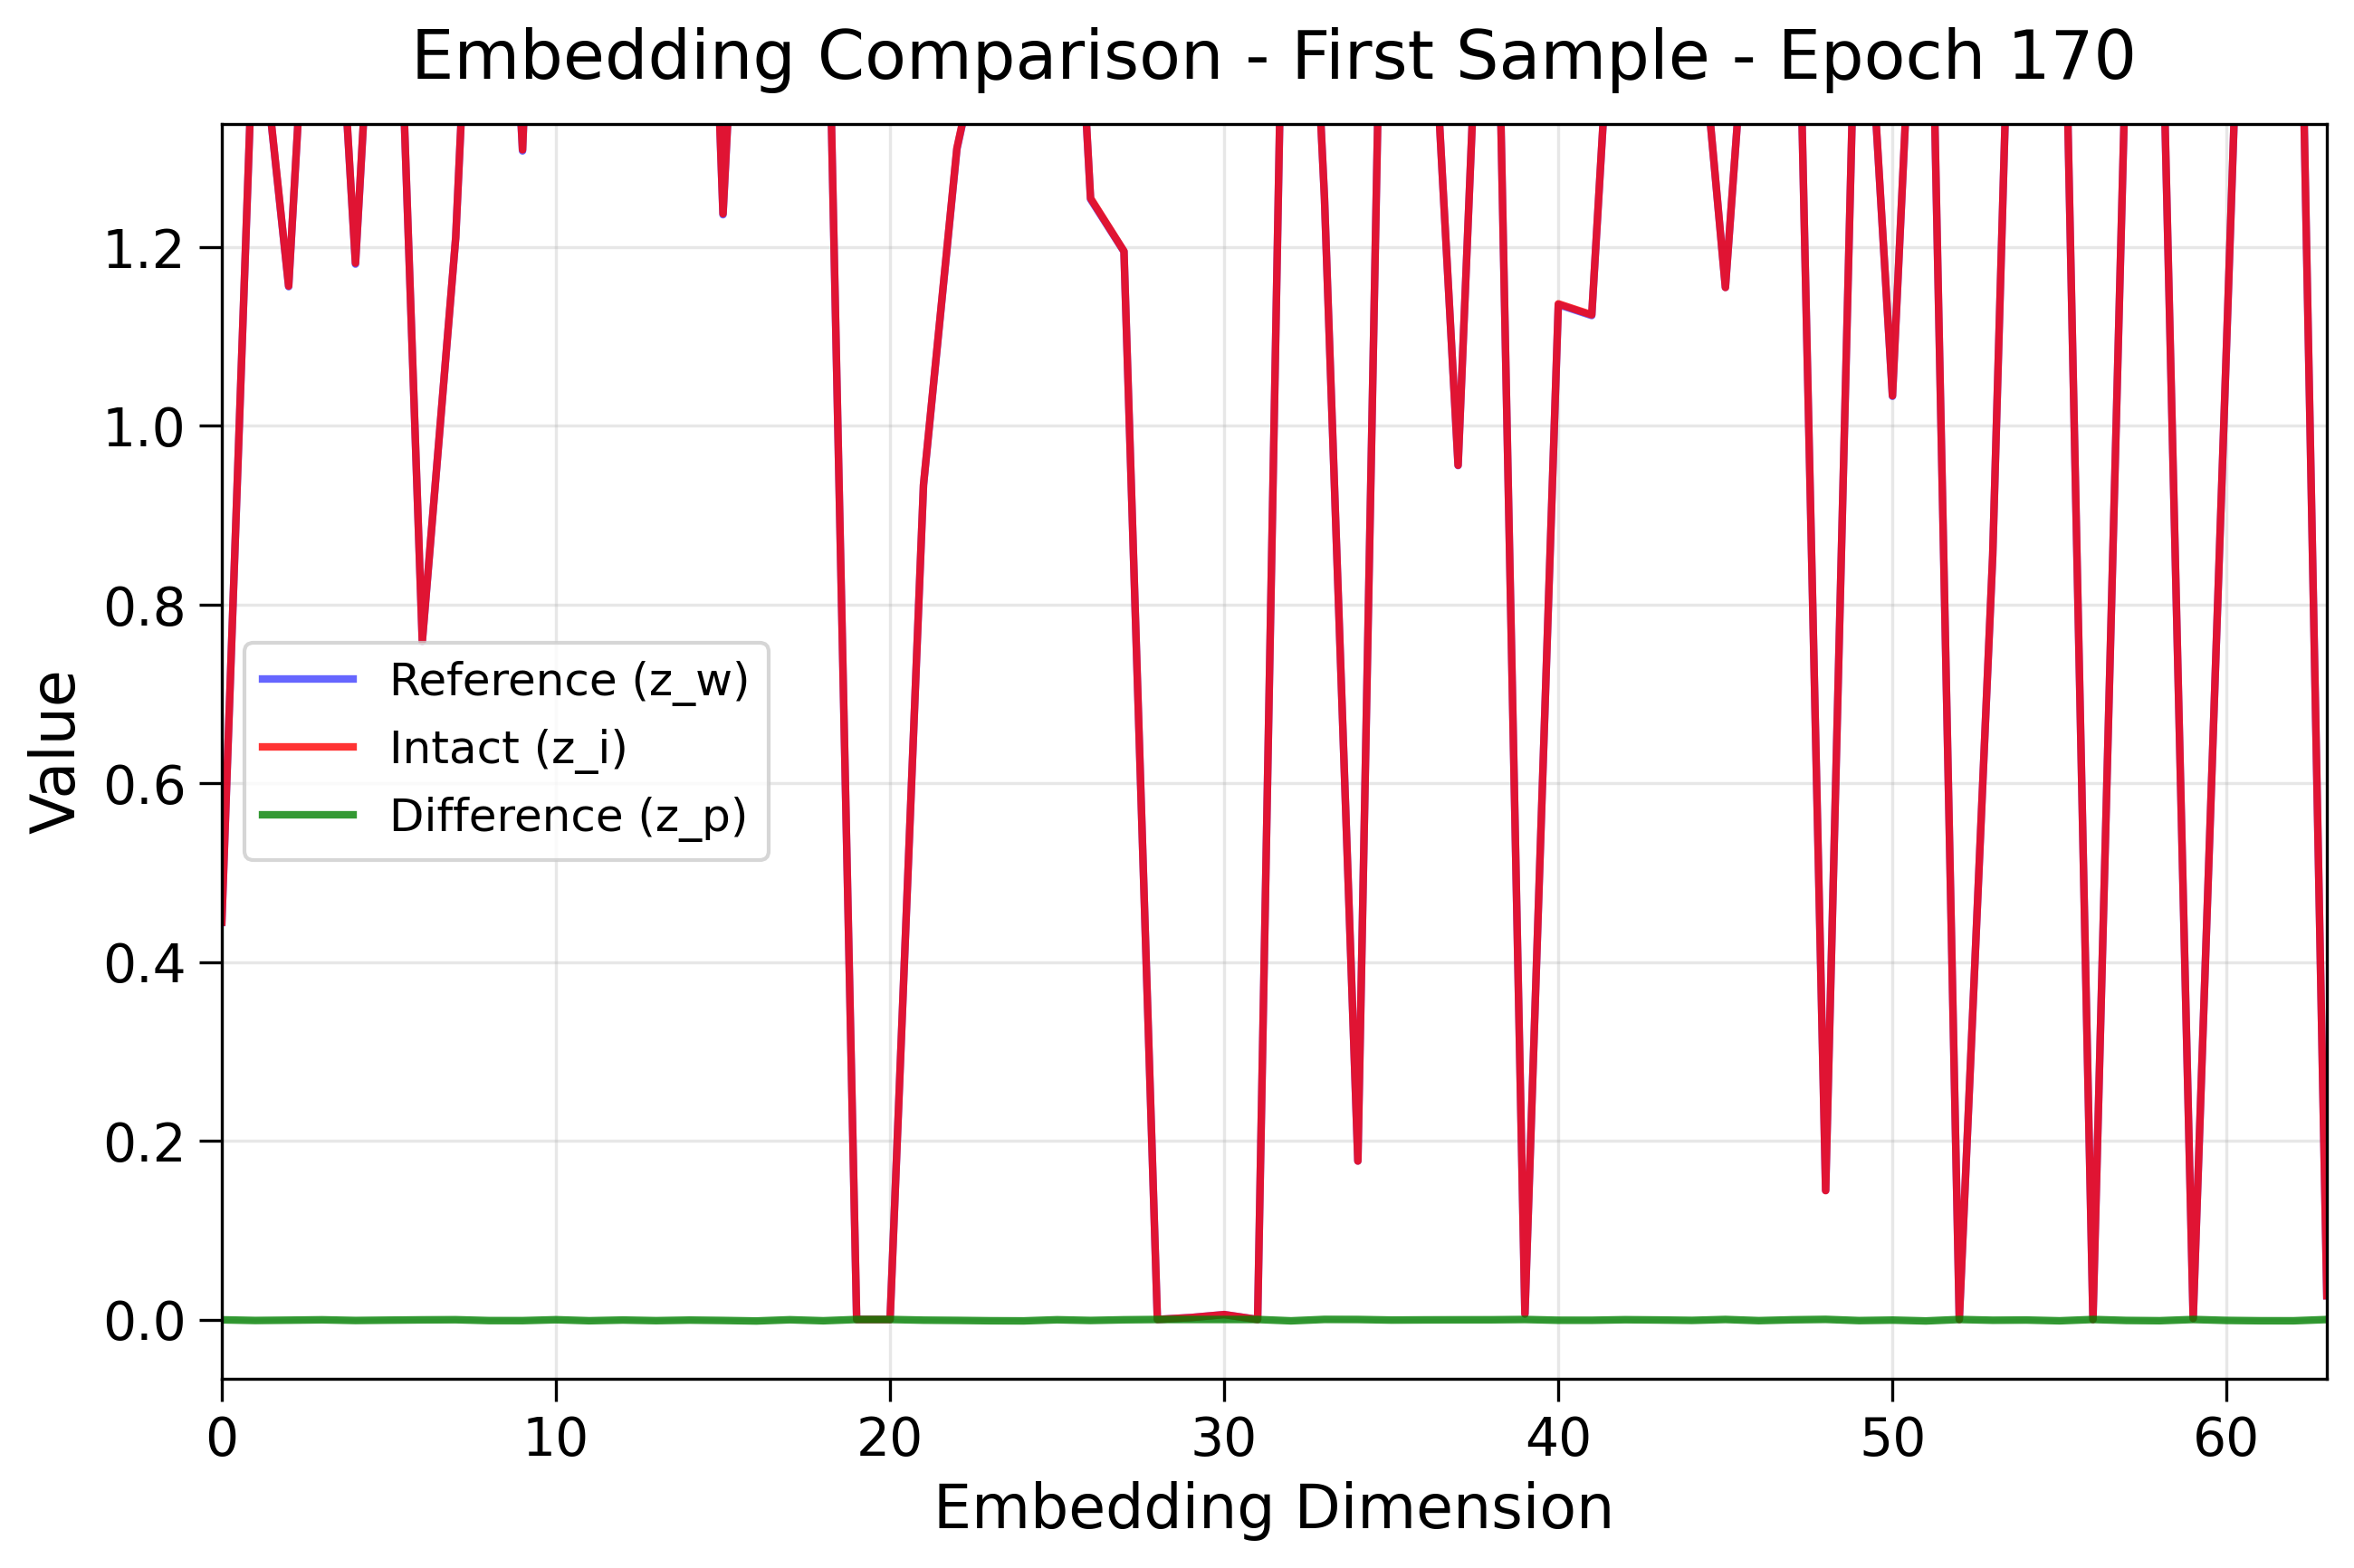 Embedding Comparison - First Sample - Epoch 170
Value
1.2
1.0
0.8
0.6
0.4
0.2
0.0
Reference (z_w)
Intact (z_i)
Difference (z_p)
0 10 20 30 40 50 60
Embedding Dimension